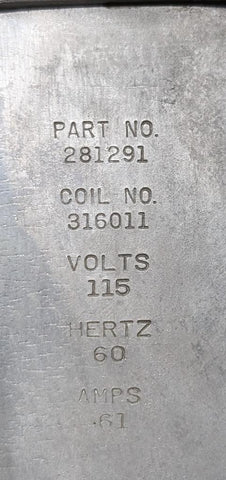 PART NO.
281291
COIL NO.
316011
VOLTS
115
HERTZ
60
AMPS
.61